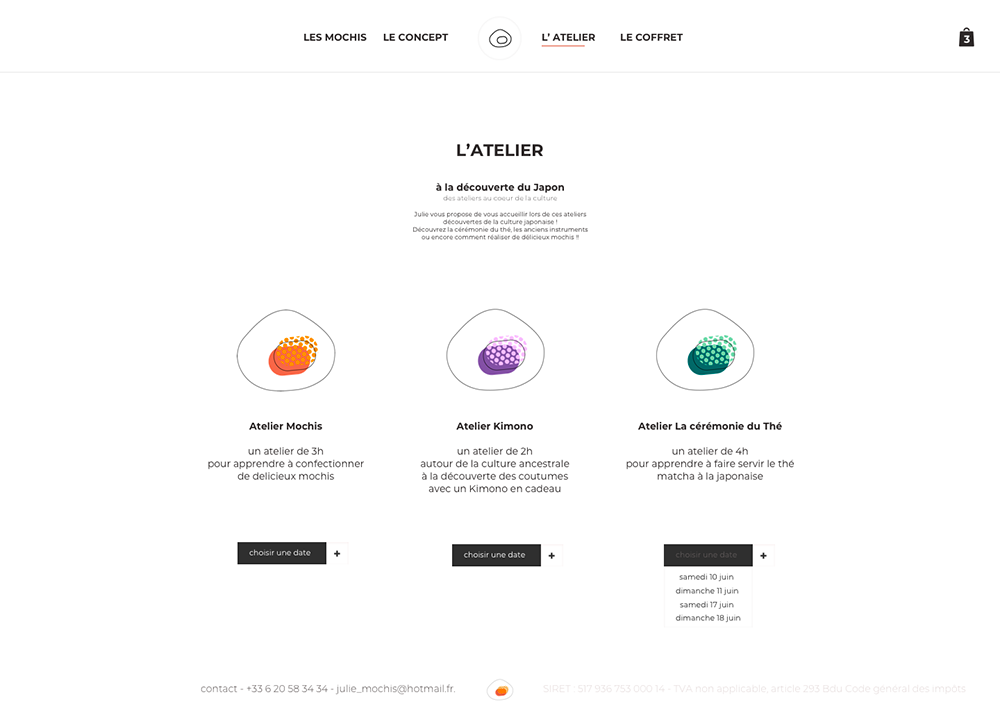 LES MOCHIS LE CONCEPT L' ATELIER LE COFFRET 3
L'ATELIER
à la découverte du Japon
des ateliers au coeur de la culture
Julie vous propose de vous accueillir lors de ces ateliers
découvertes de la culture japonaise !
Découvrez la cérémonie du thé, les anciens instruments
ou encore comment réaliser de délicieux mochis !!
Atelier Mochis
un atelier de 3h
pour apprendre à confectionner
de delicieux mochis
choisir une date +
Atelier Kimono
un atelier de 2h
autour de la culture ancestrale
à la découverte des coutumes
avec un Kimono en cadeau
choisir une date +
Atelier La cérémonie du Thé
un atelier de 4h
pour apprendre à faire servir le thé
matcha à la japonaise
choisir une date +
samedi 10 juin
dimanche 11 juin
samedi 17 juin
dimanche 18 juin
contact - +33 6 20 58 34 34 - julie_mochis@hotmail.fr.
SIRET : 517 936 753 000 14 - TVA non applicable, article 293 Bdu Code général des impôts